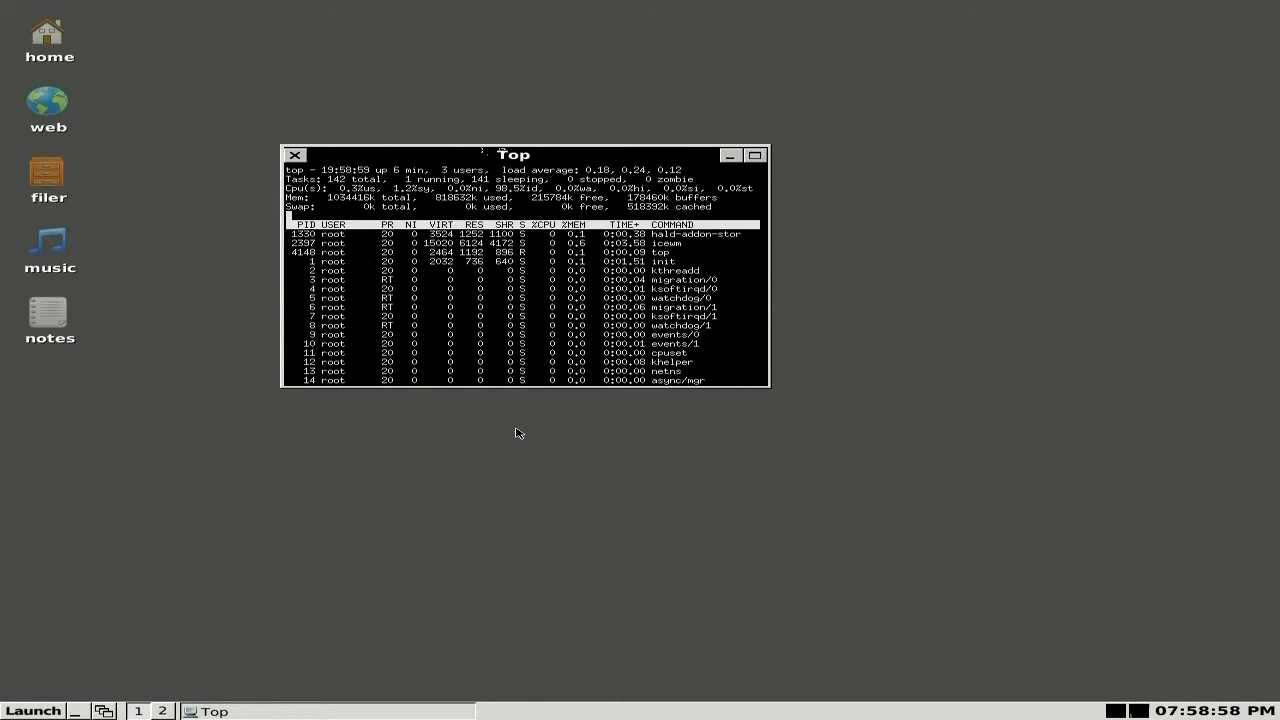 home
web
filer
music
notes
Top
top - 19:58:59 up 6 min,  3 users,  load average: 0.18, 0.24, 0.12
Tasks: 142 total,   1 running, 141 sleeping,   0 stopped,   0 zombie
Cpu(s):  0.3%us,  1.2%sy,  0.0%ni, 98.5%id,  0.0%wa,  0.0%hi,  0.0%si,  0.0%st
Mem:   1034416k total,   818632k used,   215784k free,   178460k buffers
Swap:        0k total,        0k used,        0k free,   518392k cached
PID USER      PR  NI  VIRT  RES  SHR S %CPU %MEM    TIME+  COMMAND
1330 root      20   0  3524 1252 1100 S    0  0.1   0:00.38 hald-addon-stor
2397 root      20   0 15020 6124 4172 S    0  0.6   0:03.58 icewm
4148 root      20   0  2464 1192  896 R    0  0.1   0:00.09 top
1 root      20   0  2032  736  640 S    0  0.1   0:01.51 init
2 root      20   0     0    0    0 S    0  0.0   0:00.00 kthreadd
3 root      RT   0     0    0    0 S    0  0.0   0:00.04 migration/0
4 root      20   0     0    0    0 S    0  0.0   0:00.01 ksoftirqd/0
5 root      RT   0     0    0    0 S    0  0.0   0:00.00 watchdog/0
6 root      RT   0     0    0    0 S    0  0.0   0:00.06 migration/1
7 root      20   0     0    0    0 S    0  0.0   0:00.01 ksoftirqd/1
8 root      RT   0     0    0    0 S    0  0.0   0:00.00 watchdog/1
9 root      20   0     0    0    0 S    0  0.0   0:00.00 events/0
10 root      20   0     0    0    0 S    0  0.0   0:00.01 events/1
11 root      20   0     0    0    0 S    0  0.0   0:00.00 cpuset
12 root      20   0     0    0    0 S    0  0.0   0:00.08 khelper
13 root      20   0     0    0    0 S    0  0.0   0:00.00 netns
14 root      20   0     0    0    0 S    0  0.0   0:00.00 async/mgr
Launch 1 2 Top 07:58:58 PM